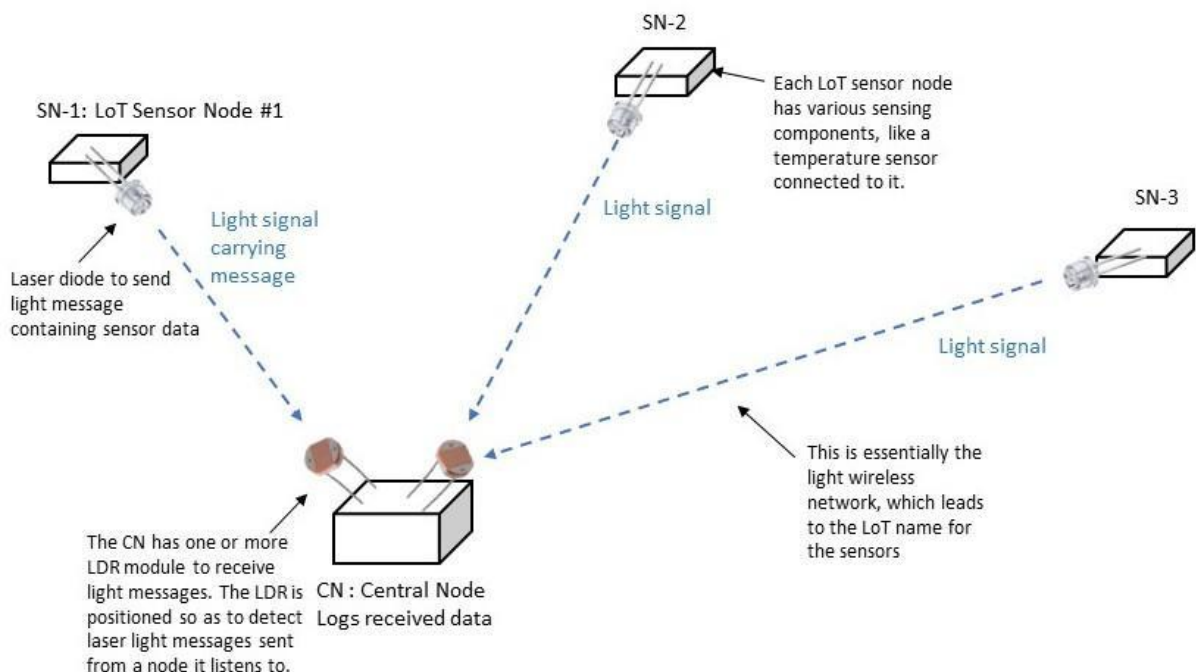 SN-2
Each LoT sensor node
has various sensing
components, like a
temperature sensor
connected to it.
SN-1: LoT Sensor Node #1
SN-3
Light signal
carrying
message
Light signal
Laser diode to send
light message
containing sensor data
Light signal
This is essentially the
light wireless
network, which leads
to the LoT name for
the sensors
The CN has one or more
LDR module to receive
light messages. The LDR is
positioned so as to detect
laser light messages sent
from a node it listens to.
CN : Central Node
Logs received data